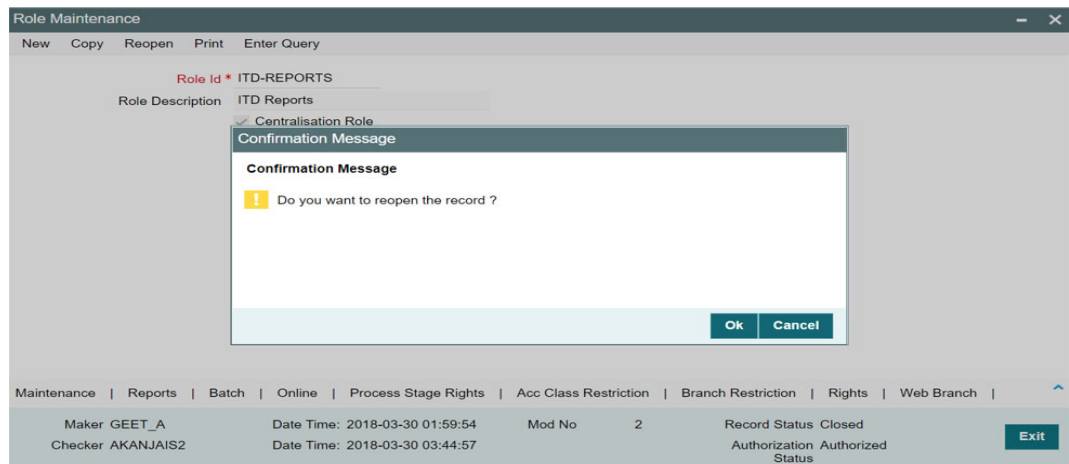 Role Maintenance
New Copy Reopen Print Enter Query
Role Id * ITD-REPORTS
Role Description ITD Reports
Centralisation Role
Confirmation Message
Confirmation Message
! Do you want to reopen the record ?
Ok Cancel
Maintenance | Reports | Batch | Online | Process Stage Rights | Acc Class Restriction | Branch Restriction | Rights | Web Branch |
Maker GEET_A Date Time: 2018-03-30 01:59:54 Mod No 2 Record Status Closed
Checker AKANJAIS2 Date Time: 2018-03-30 03:44:57 Authorization Authorized
Status
Exit